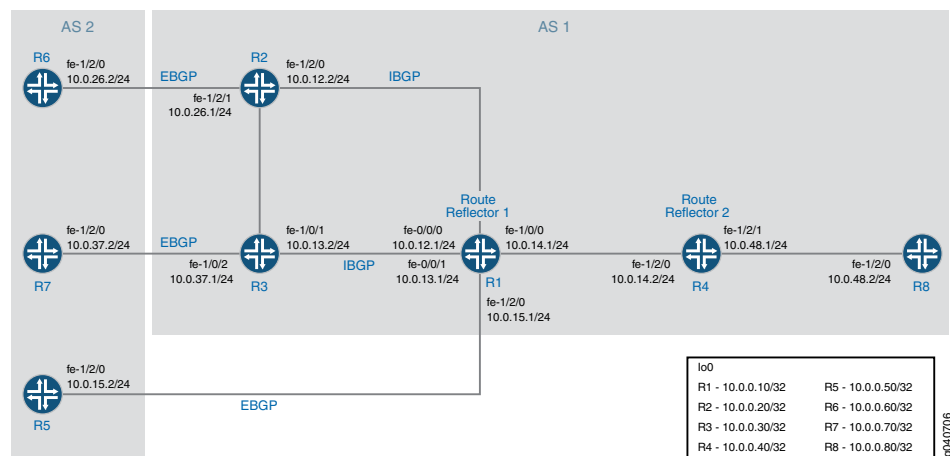 AS 2
AS 1
R6
fe-1/2/0
10.0.26.2/24
EBGP
fe-1/2/1
10.0.26.1/24
R2
fe-1/2/0
10.0.12.2/24
IBGP
Route
Reflector 1
Route
Reflector 2
fe-1/2/0
10.0.37.2/24
R7
EBGP
fe-1/0/2
10.0.37.1/24
R3
fe-1/0/1
10.0.13.2/24
IBGP
fe-0/0/0
10.0.12.1/24
fe-0/0/1
10.0.13.1/24
R1
fe-1/0/0
10.0.14.1/24
fe-1/2/0
10.0.15.1/24
fe-1/2/0
10.0.14.2/24
R4
fe-1/2/1
10.0.48.1/24
fe-1/2/0
10.0.48.2/24
R8
fe-1/2/0
10.0.15.2/24
R5
EBGP
lo0
R1 - 10.0.0.10/32 R5 - 10.0.0.50/32
R2 - 10.0.0.20/32 R6 - 10.0.0.60/32
R3 - 10.0.0.30/32 R7 - 10.0.0.70/32
R4 - 10.0.0.40/32 R8 - 10.0.0.80/32